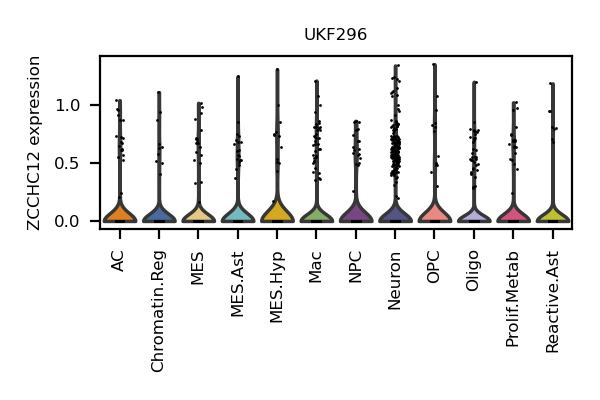 UKF296
ZCCHC12 expression
1.0
0.5
0.0
AC
Chromatin.Reg
MES
MES.Ast
MES.Hyp
Mac
NPC
Neuron
OPC
Oligo
Prolif.Metab
Reactive.Ast